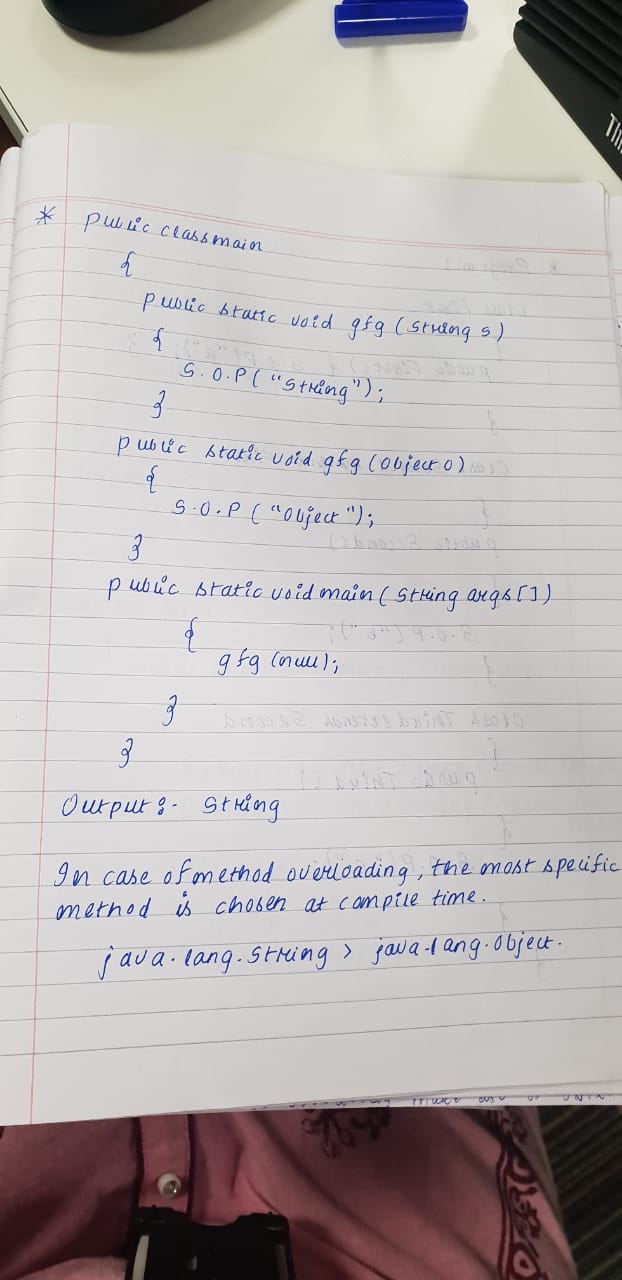 * public class main
{
public static void gfg (String s)
{
S.O.P ("String");
}
public static void gfg (Object o)
{
S.O.P ("Object");
}
public static void main (String args[])
{
gfg (null);
}
}
Output :- String
In case of method overloading, the most specific
method is chosen at compile time.
java.lang.String > java.lang.Object.